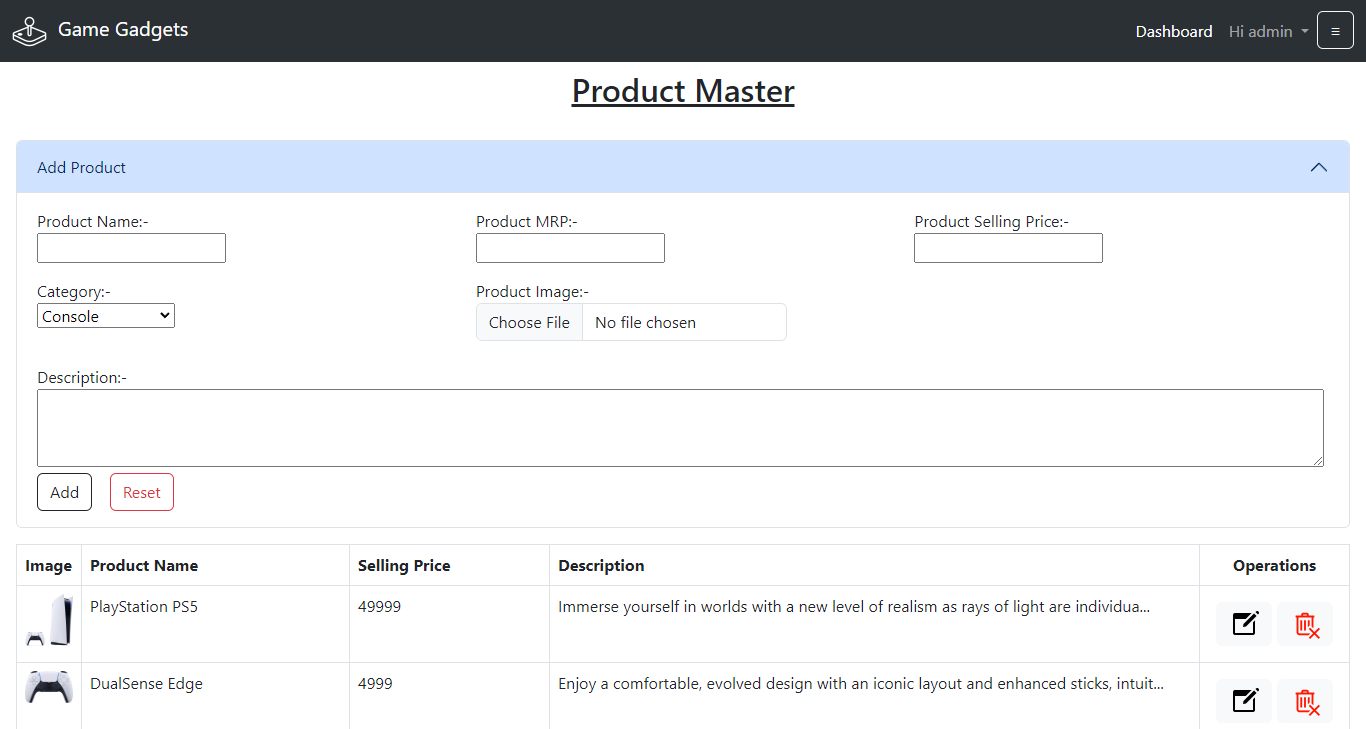 Game Gadgets
Dashboard Hi admin
Product Master
Add Product
Product Name:- Product MRP:- Product Selling Price:-
Category:- Product Image:-
Console Choose File No file chosen
Description:-
Add Reset
Image Product Name Selling Price Description Operations
PlayStation PS5 49999 Immerse yourself in worlds with a new level of realism as rays of light are individua...
DualSense Edge 4999 Enjoy a comfortable, evolved design with an iconic layout and enhanced sticks, intuit...